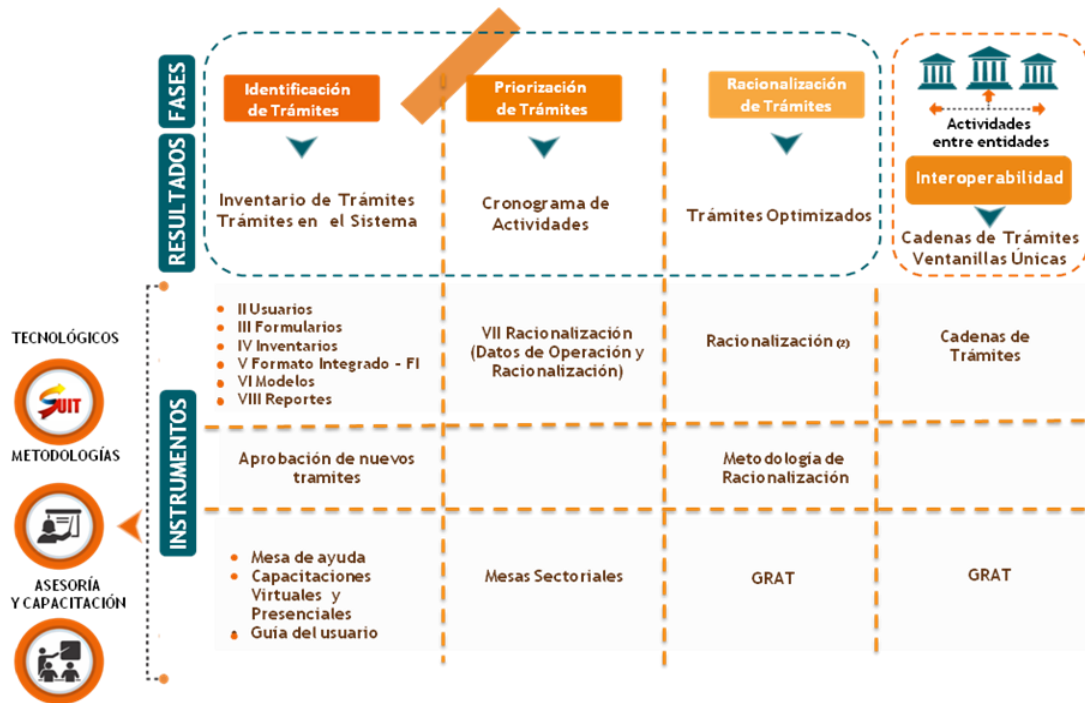 FASES
Identificación
de Trámites
Priorización
de Trámites
Racionalización
de Trámites
Actividades
entre entidades
Interoperabilidad
RESULTADOS
Inventario de Trámites
Trámites en el Sistema
Cronograma de
Actividades
Trámites Optimizados
Cadenas de Trámites
Ventanillas Únicas
INSTRUMENTOS
TECNOLÓGICOS
SUIT
II Usuarios
III Formularios
IV Inventarios
V Formato Integrado - FI
VI Modelos
VIII Reportes
VII Racionalización
(Datos de Operación y
Racionalización)
Racionalización (2)
Cadenas de
Trámites
METODOLOGÍAS
Aprobación de nuevos
tramites
Metodología de
Racionalización
ASESORÍA
Y CAPACITACIÓN
Mesa de ayuda
Capacitaciones
Virtuales y
Presenciales
Guía del usuario
Mesas Sectoriales
GRAT
GRAT